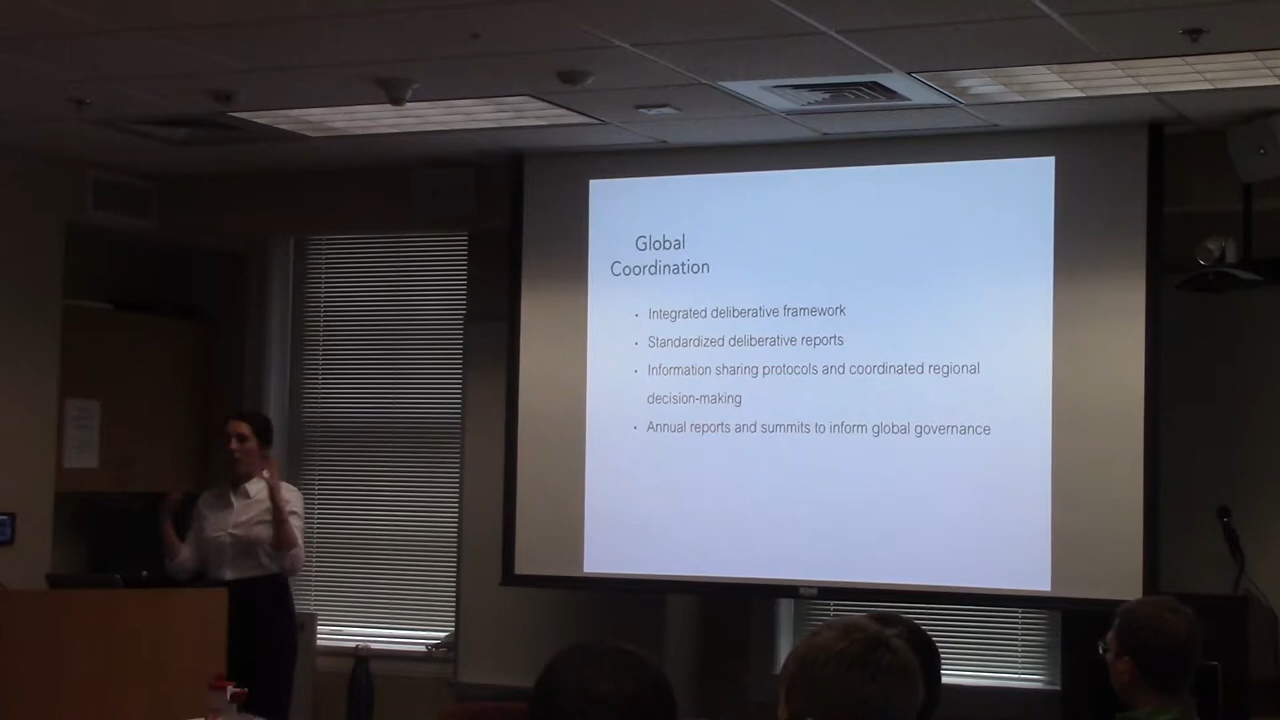 Global
Coordination
• Integrated deliberative framework
• Standardized deliberative reports
• Information sharing protocols and coordinated regional
decision-making
• Annual reports and summits to inform global governance